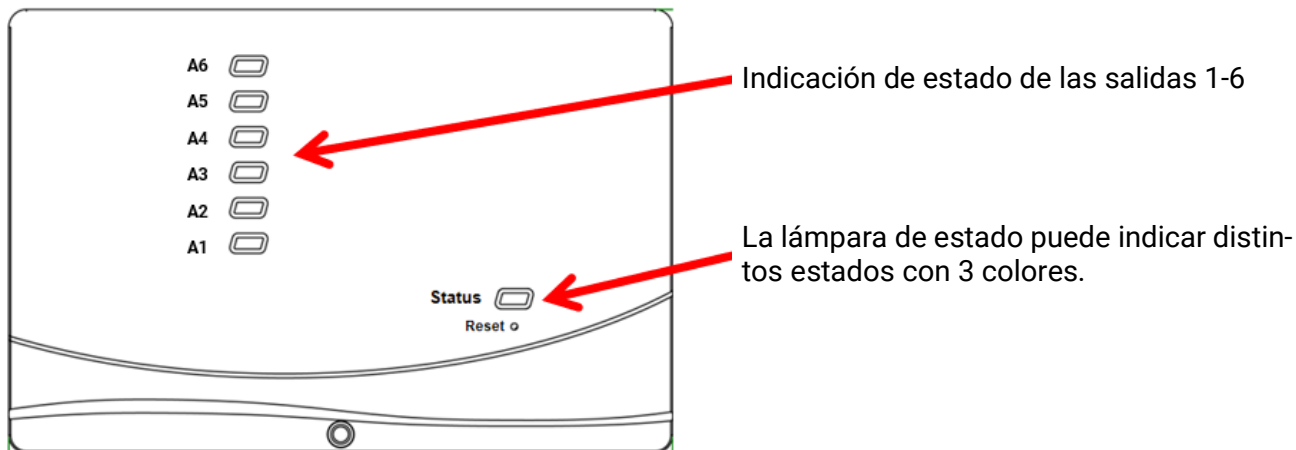 A6
A5
A4
A3
A2
A1
Status
Reset
Indicación de estado de las salidas 1-6
La lámpara de estado puede indicar distin-
tos estados con 3 colores.